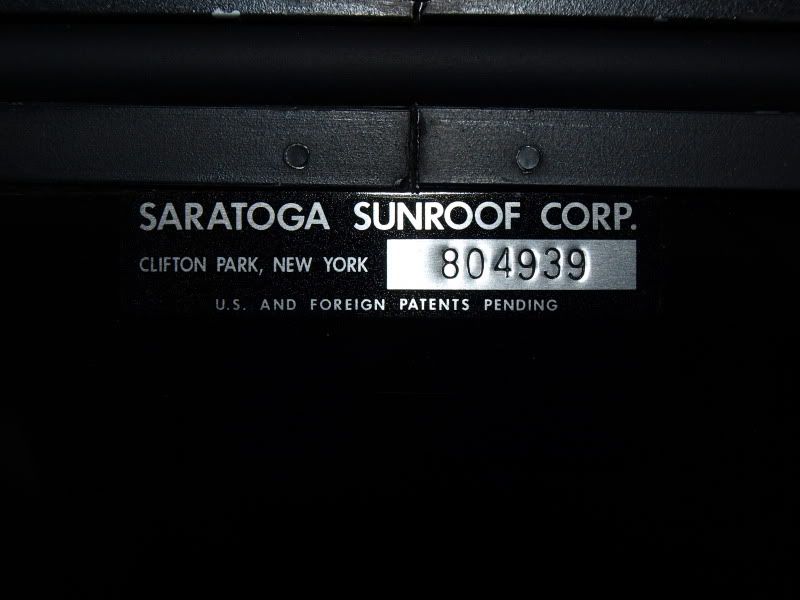 SARATOGA SUNROOF CORP.
CLIFTON PARK, NEW YORK 804939
U.S. AND FOREIGN PATENTS PENDING